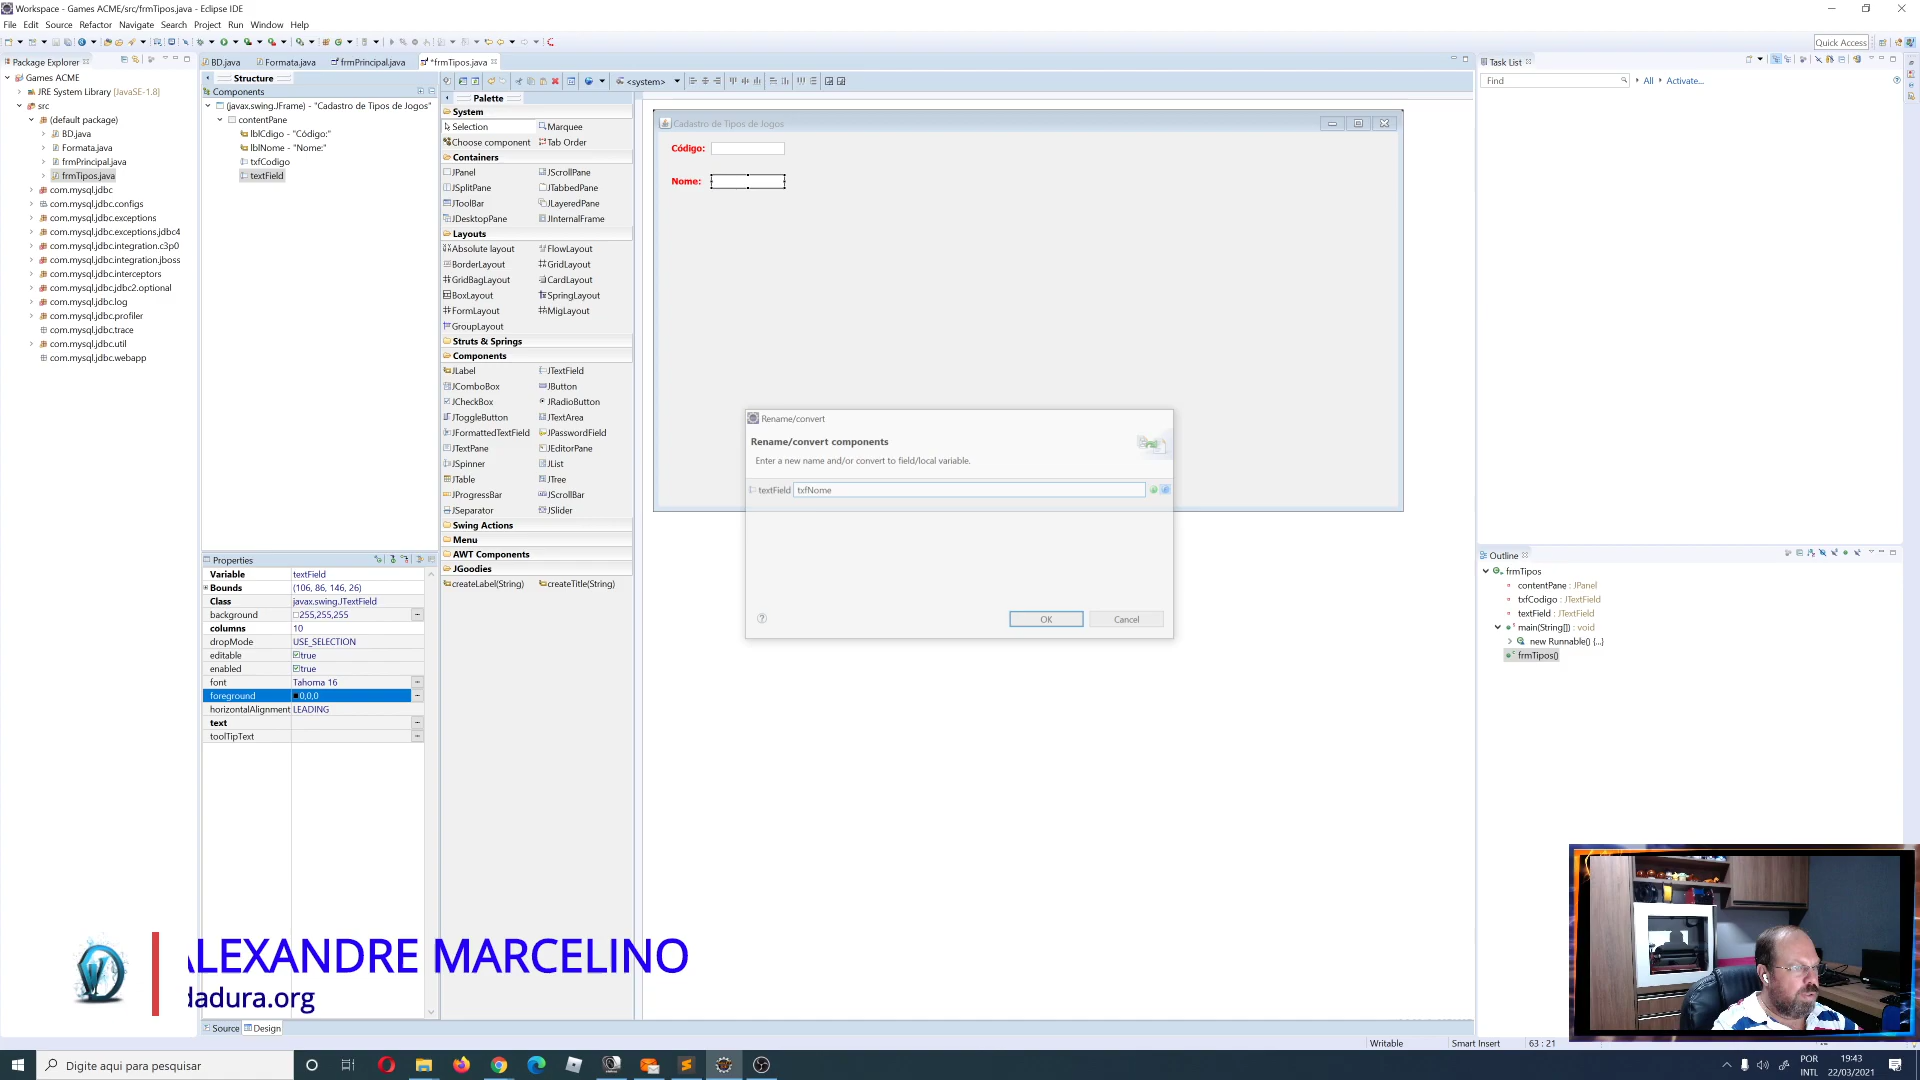 Workspace - Games ACME/src/frmTipos.java - Eclipse IDE
File Edit Source Refactor Navigate Search Project Run Window Help
Quick Access
Package Explorer
Games ACME
JRE System Library [JavaSE-1.8]
src
(default package)
BD.java
Formata.java
frmPrincipal.java
frmTipos.java
com.mysql.jdbc
com.mysql.jdbc.configs
com.mysql.jdbc.exceptions
com.mysql.jdbc.exceptions.jdbc4
com.mysql.jdbc.integration.c3p0
com.mysql.jdbc.integration.jboss
com.mysql.jdbc.interceptors
com.mysql.jdbc.jdbc2.optional
com.mysql.jdbc.log
com.mysql.jdbc.profiler
com.mysql.jdbc.trace
com.mysql.jdbc.util
com.mysql.jdbc.webapp
BD.java Formata.java frmPrincipal.java *frmTipos.java
Structure
Components
(javax.swing.JFrame) - "Cadastro de Tipos de Jogos"
contentPane
lblCdigo - "Código:"
lblNome - "Nome:"
txfCodigo
textField
Properties
Variable textField
Bounds (106, 86, 146, 26)
Class javax.swing.JTextField
background 255,255,255
columns 10
dropMode USE_SELECTION
editable true
enabled true
font Tahoma 16
foreground 0,0,0
horizontalAlignment LEADING
text
toolTipText
Source Design
<system>
Palette
System
Selection Marquee
Choose component Tab Order
Containers
JPanel JScrollPane
JSplitPane JTabbedPane
JToolBar JLayeredPane
JDesktopPane JInternalFrame
Layouts
Absolute layout FlowLayout
BorderLayout GridLayout
GridBagLayout CardLayout
BoxLayout SpringLayout
FormLayout MigLayout
GroupLayout
Struts & Springs
Components
JLabel JTextField
JComboBox JButton
JCheckBox JRadioButton
JToggleButton JTextArea
JFormattedTextField JPasswordField
JTextPane JEditorPane
JSpinner JList
JTable JTree
JProgressBar JScrollBar
JSeparator JSlider
Swing Actions
Menu
AWT Components
JGoodies
createLabel(String) createTitle(String)
Cadastro de Tipos de Jogos
Código:
Nome:
Rename/convert
Rename/convert components
Enter a new name and/or convert to field/local variable.
textField txfNome
OK Cancel
Task List
Find All Activate...
Outline
frmTipos
contentPane : JPanel
txfCodigo : JTextField
textField : JTextField
main(String[]) : void
new Runnable() {...}
frmTipos()
ALEXANDRE MARCELINO
dadura.org
Writable Smart Insert 63 : 21
Digite aqui para pesquisar
POR
INTL
19:43
22/03/2021